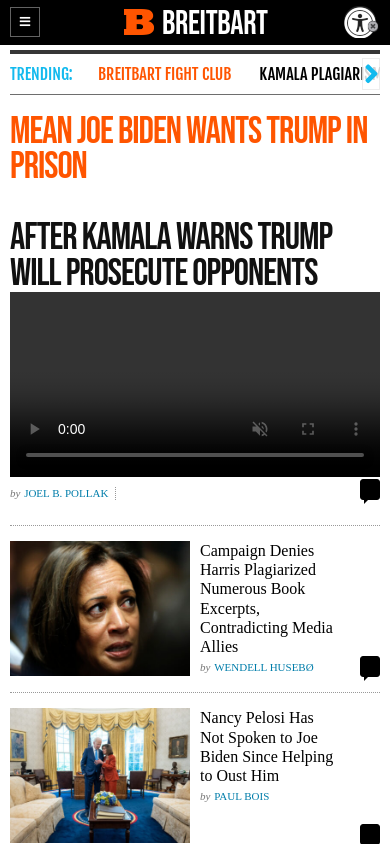 BREITBART
TRENDING: BREITBART FIGHT CLUB KAMALA PLAGIARI
MEAN JOE BIDEN WANTS TRUMP IN
PRISON
AFTER KAMALA WARNS TRUMP
WILL PROSECUTE OPPONENTS
0:00
by JOEL B. POLLAK
Campaign Denies
Harris Plagiarized
Numerous Book
Excerpts,
Contradicting Media
Allies
by WENDELL HUSEBØ
Nancy Pelosi Has
Not Spoken to Joe
Biden Since Helping
to Oust Him
by PAUL BOIS